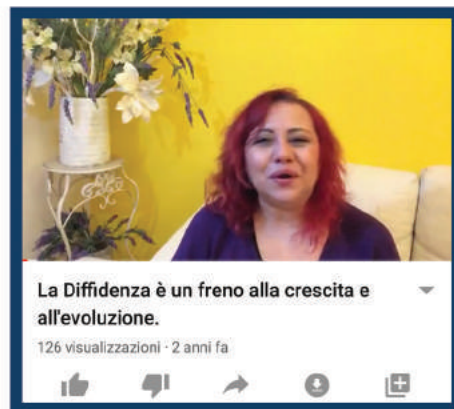 La Diffidenza è un freno alla crescita e
all'evoluzione.
126 visualizzazioni · 2 anni fa